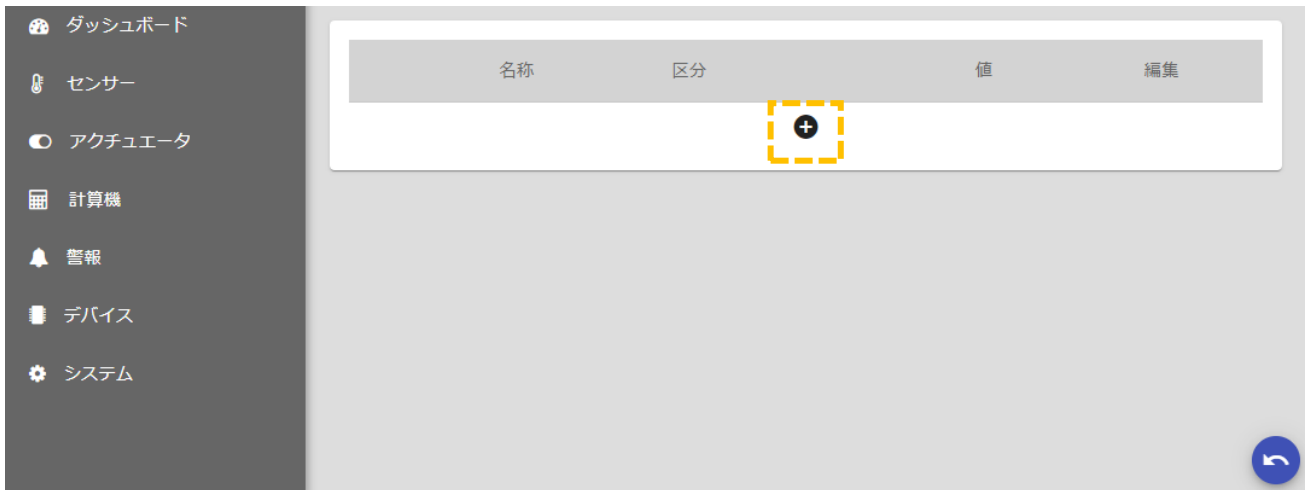 ダッシュボード
センサー
アクチュエータ
計算機
警報
デバイス
システム
名称 区分 値 編集